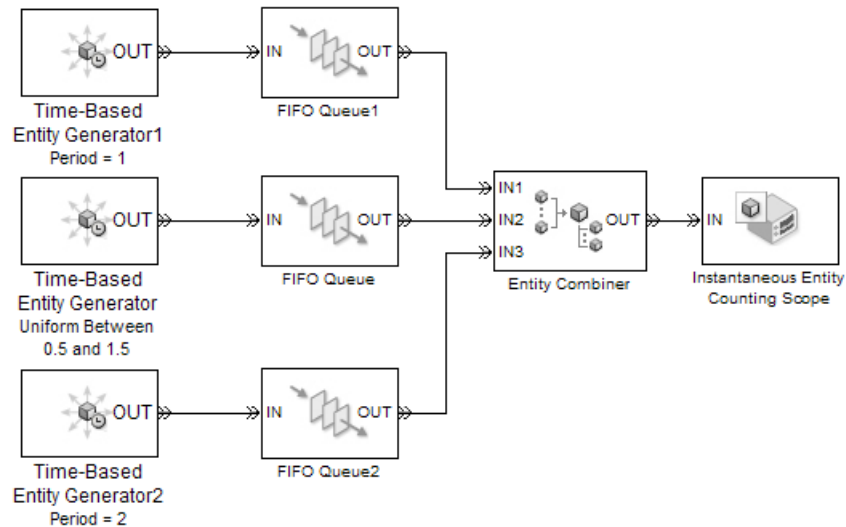 OUT
Time-Based
Entity Generator1
Period = 1
IN
OUT
FIFO Queue1
OUT
Time-Based
Entity Generator
Uniform Between
0.5 and 1.5
IN
OUT
FIFO Queue
OUT
Time-Based
Entity Generator2
Period = 2
IN
OUT
FIFO Queue2
IN1
IN2
IN3
OUT
Entity Combiner
IN
Instantaneous Entity
Counting Scope